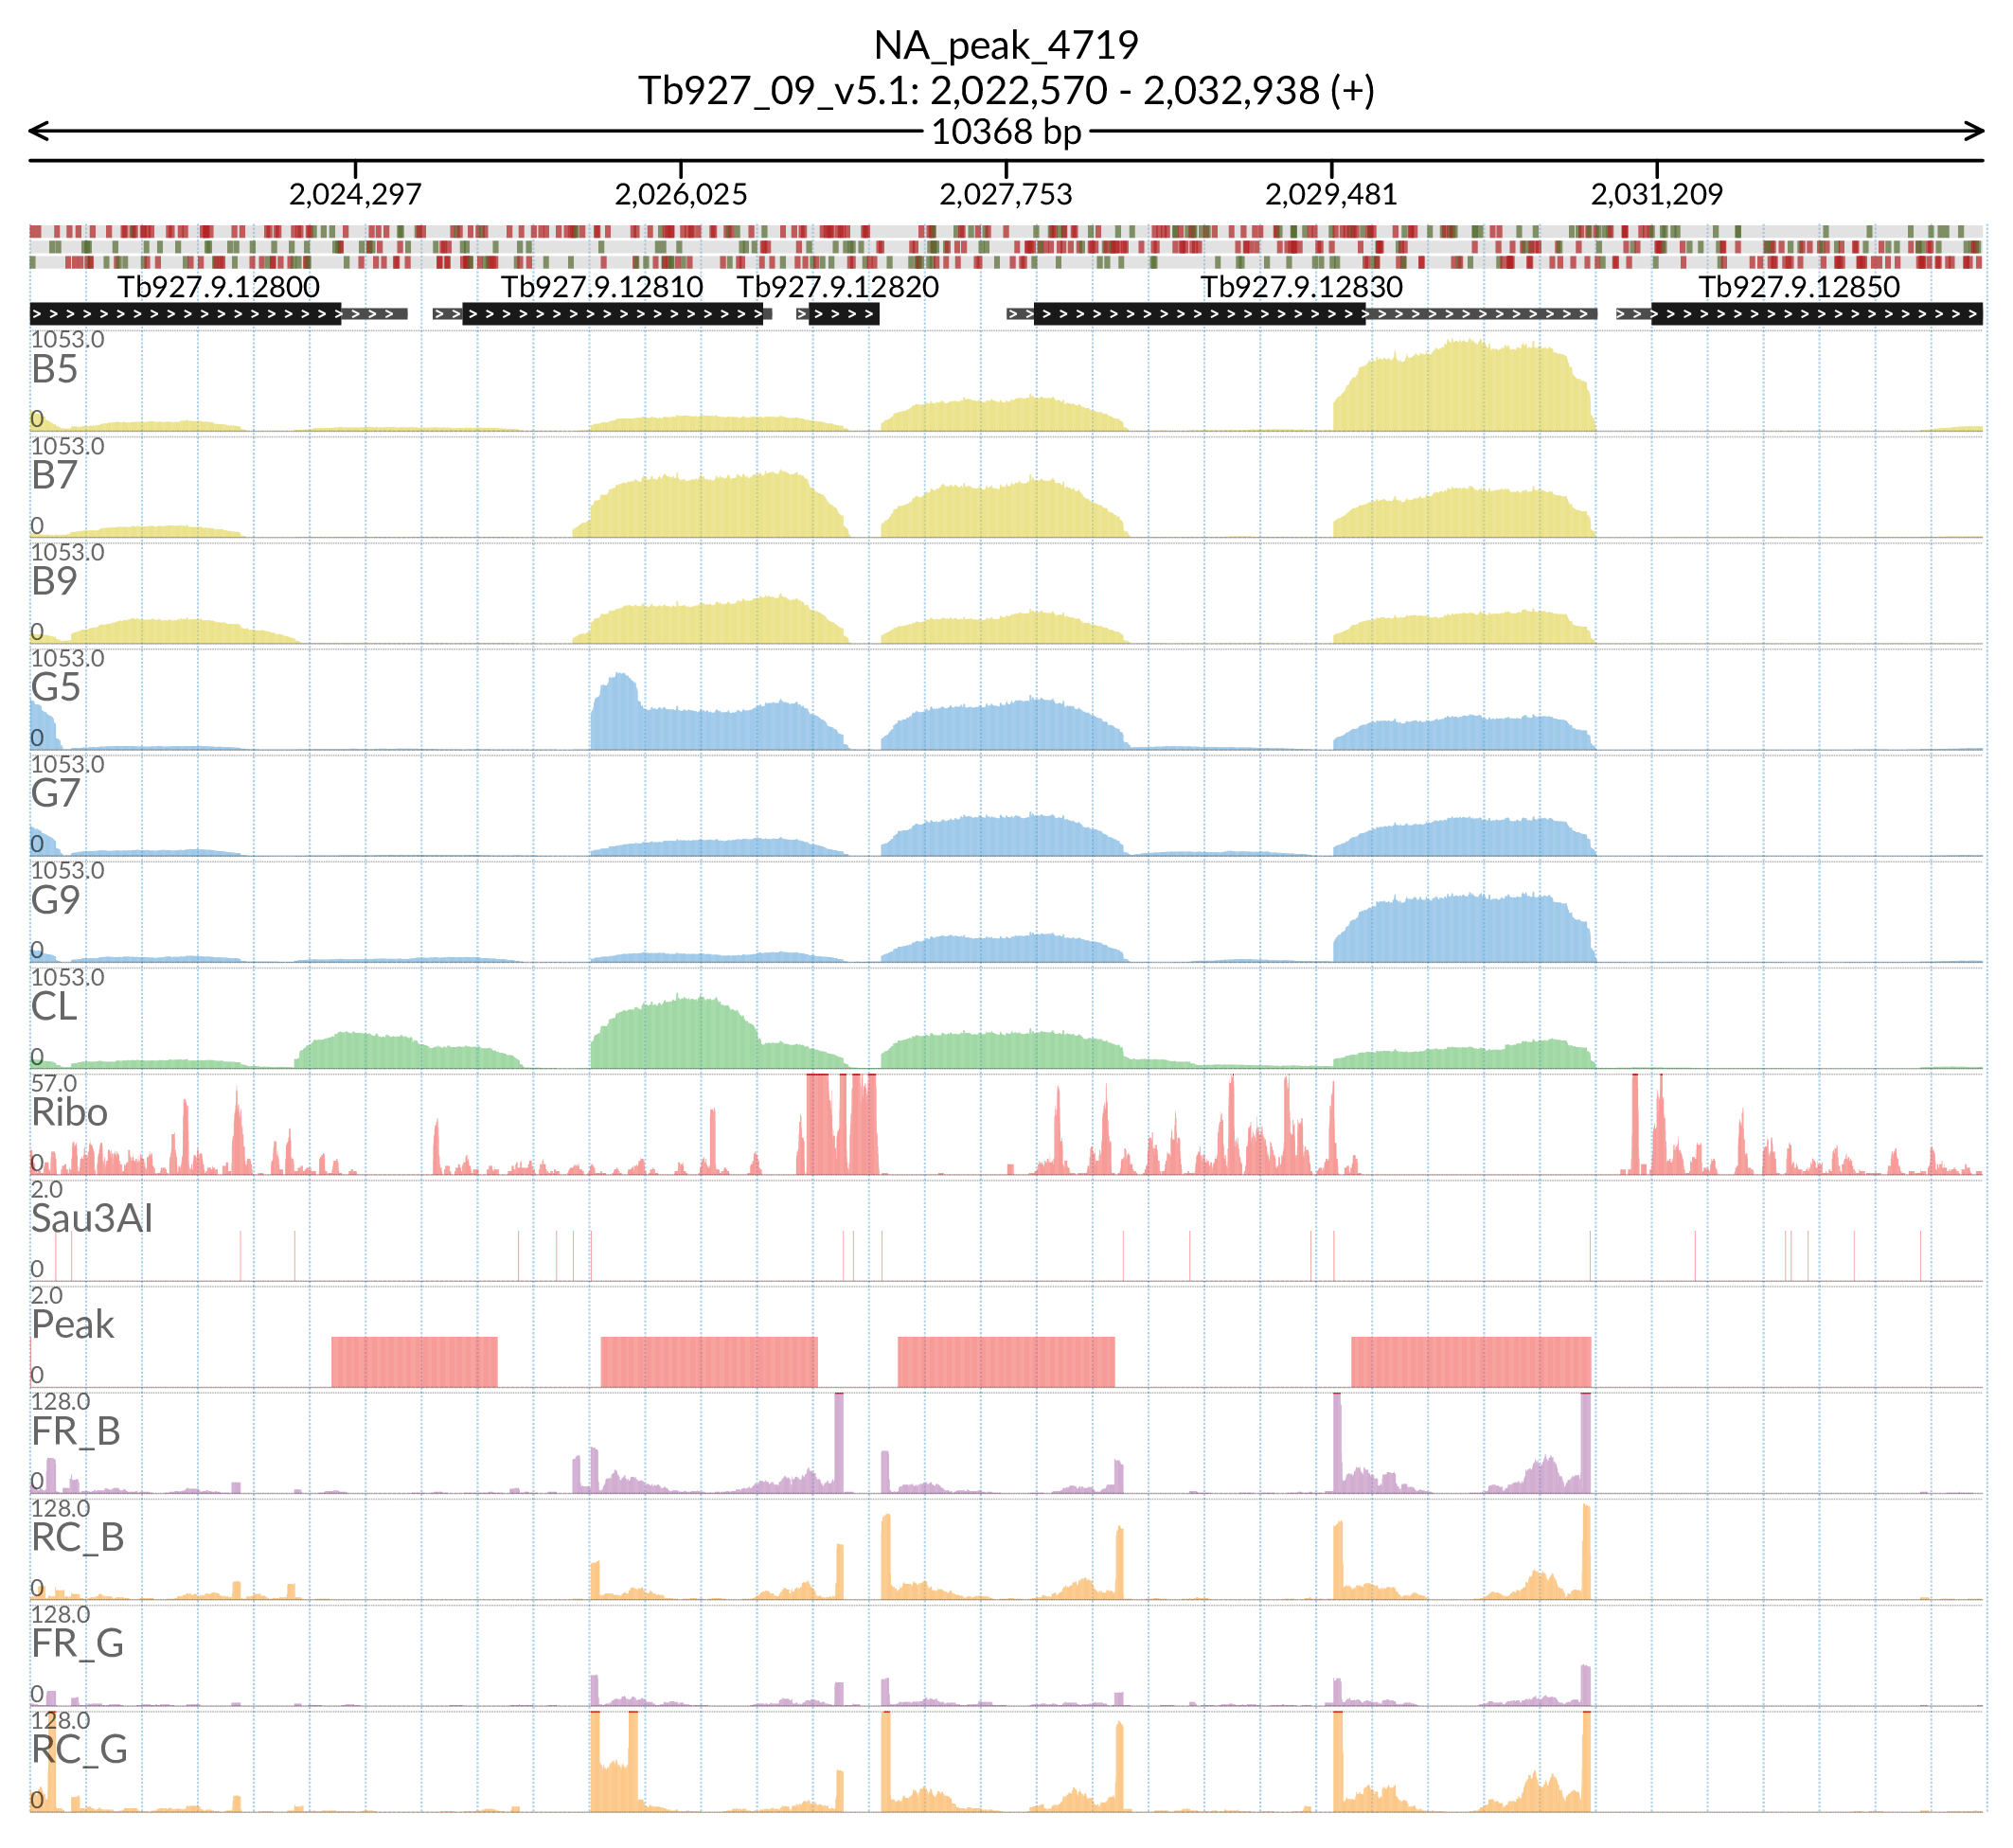 NA_peak_4719
Tb927_09_v5.1: 2,022,570 - 2,032,938 (+)
10368 bp
2,024,297 2,026,025 2,027,753 2,029,481 2,031,209
Tb927.9.12800 Tb927.9.12810 Tb927.9.12820 Tb927.9.12830 Tb927.9.12850
1053.0
B5
0
1053.0
B7
0
1053.0
B9
0
1053.0
G5
0
1053.0
G7
0
1053.0
G9
0
1053.0
CL
0
57.0
Ribo
0
2.0
Sau3AI
0
2.0
Peak
0
128.0
FR_B
0
128.0
RC_B
0
128.0
FR_G
0
128.0
RC_G
0